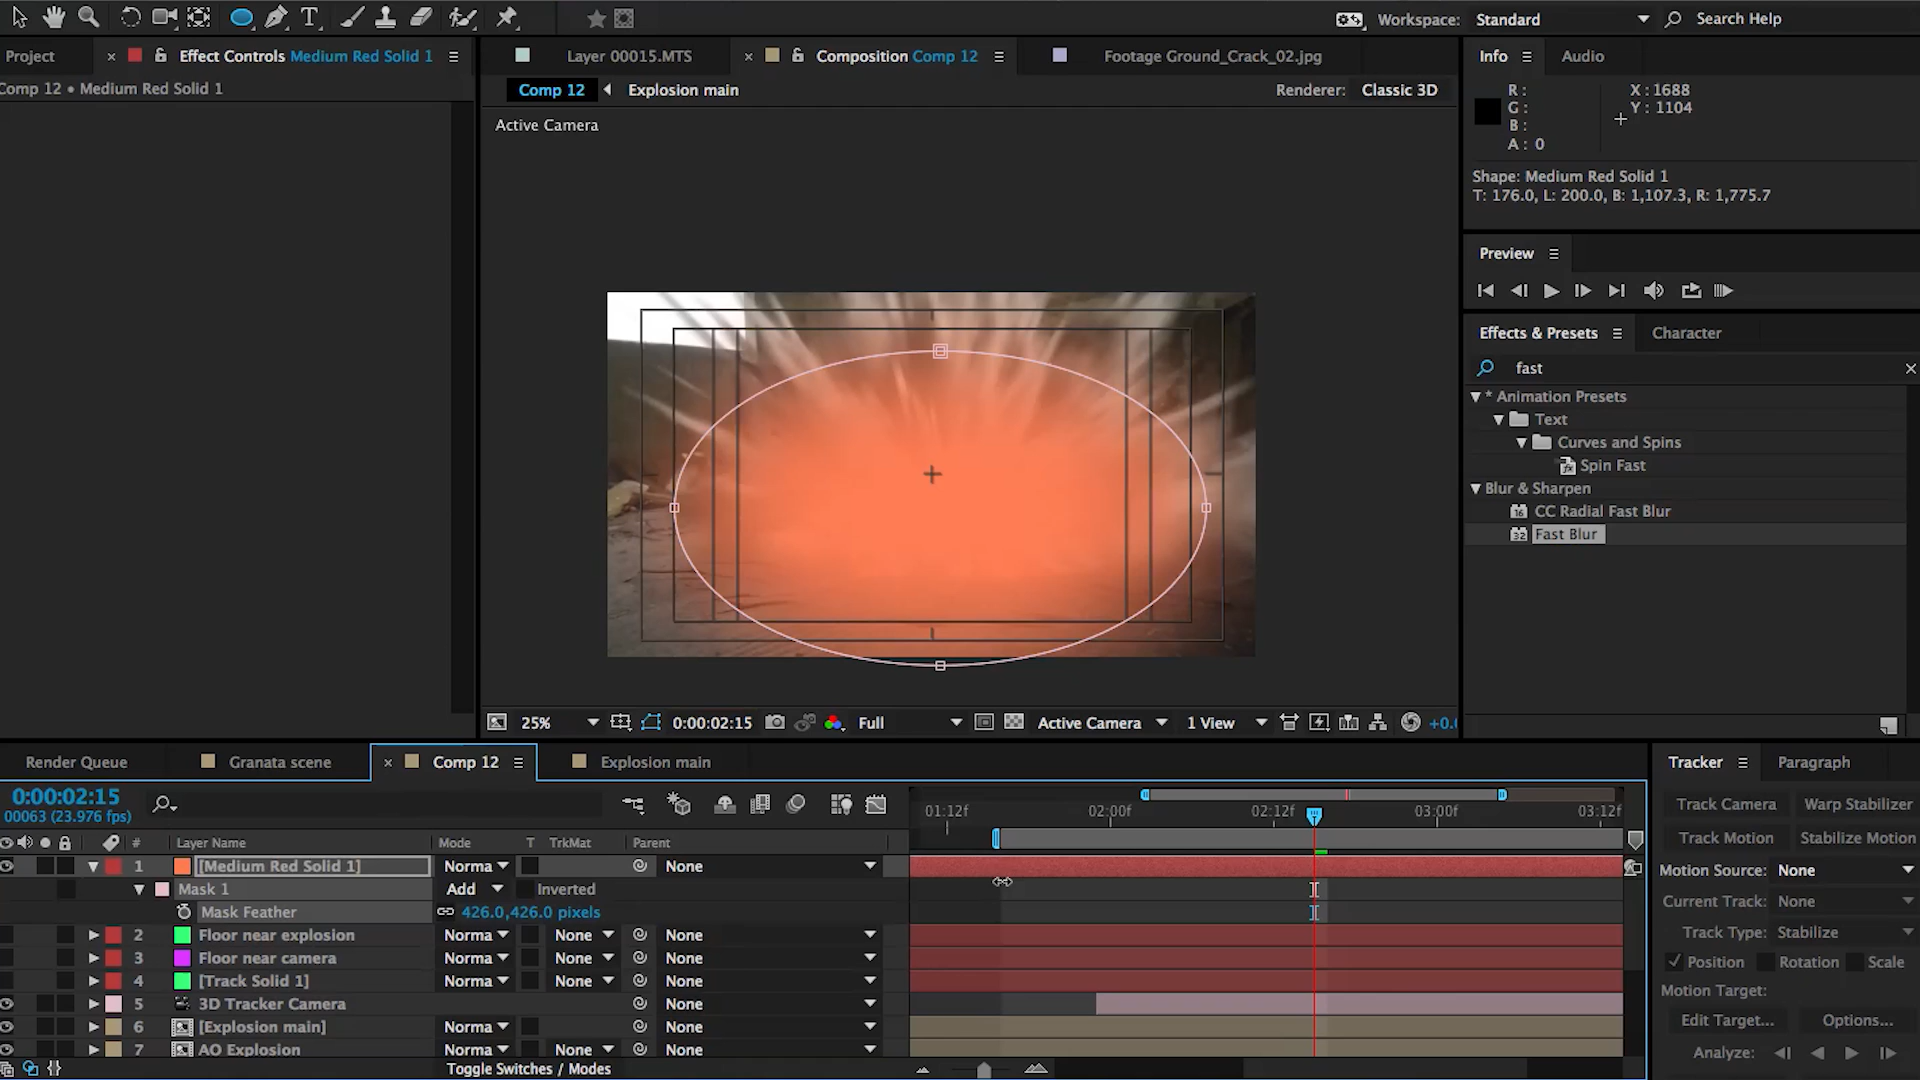 Workspace: Standard Search Help
Project Effect Controls Medium Red Solid 1
Comp 12 • Medium Red Solid 1
Layer 00015.MTS Composition Comp 12 Footage Ground_Crack_02.jpg
Comp 12 Explosion main Renderer: Classic 3D
Active Camera
Info Audio
R : X : 1688
G : Y : 1104
B :
A : 0
Shape: Medium Red Solid 1
T: 176.0, L: 200.0, B: 1,107.3, R: 1,775.7
Preview
Effects & Presets Character
fast
* Animation Presets
Text
Curves and Spins
Spin Fast
Blur & Sharpen
CC Radial Fast Blur
Fast Blur
25% 0:00:02:15 Full Active Camera 1 View +0.0
Render Queue Granata scene Comp 12 Explosion main
0:00:02:15
00063 (23.976 fps)
01:12f 02:00f 02:12f 03:00f 03:12f
# Layer Name Mode T TrkMat Parent
1 [Medium Red Solid 1] Norma None
Mask 1 Add Inverted
Mask Feather 426.0,426.0 pixels
2 Floor near explosion Norma None None
3 Floor near camera Norma None None
4 [Track Solid 1] Norma None None
5 3D Tracker Camera None
6 [Explosion main] Norma None
7 AO Explosion Norma None None
Toggle Switches / Modes
Tracker Paragraph
Track Camera Warp Stabilizer
Track Motion Stabilize Motion
Motion Source: None
Current Track: None
Track Type: Stabilize
Position Rotation Scale
Motion Target:
Edit Target... Options...
Analyze: